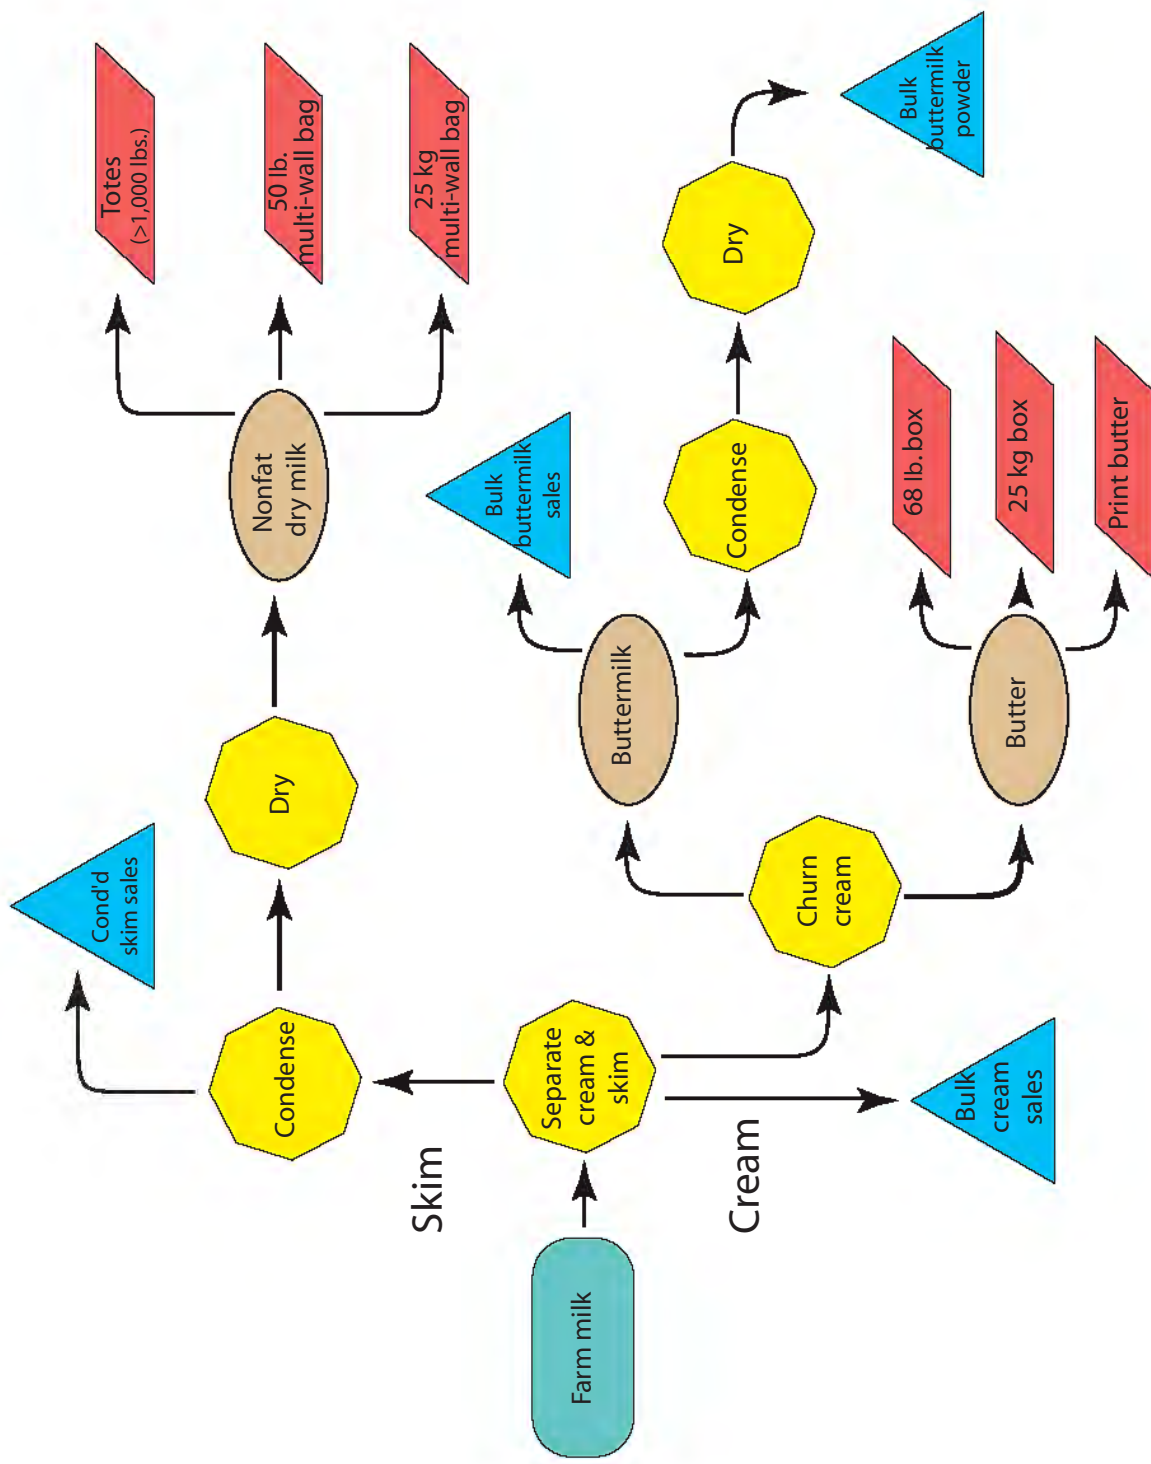 Farm milk
Separate
cream &
skim
Skim
Cream
Condense
Cond'd
skim sales
Dry
Nonfat
dry milk
Totes
(>1,000 lbs.)
50 lb.
multi-wall bag
25 kg
multi-wall bag
Bulk
cream
sales
Churn
cream
Buttermilk
Bulk
buttermilk
sales
Condense
Dry
Bulk
buttermilk
powder
Butter
68 lb. box
25 kg box
Print butter